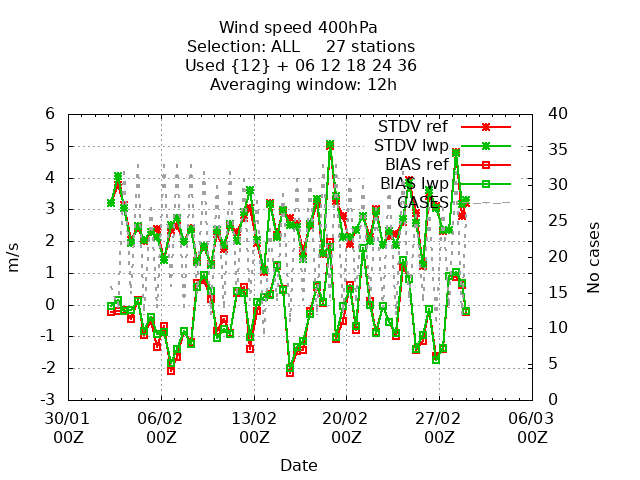 Wind speed 400hPa
Selection: ALL 27 stations
Used {12} + 06 12 18 24 36
Averaging window: 12h
STDV ref
STDV lwp
BIAS ref
BIAS lwp
CASES
m/s
6
5
4
3
2
1
0
-1
-2
-3
No cases
40
35
30
25
20
15
10
5
0
30/01 06/02 13/02 20/02 27/02 06/03
00Z 00Z 00Z 00Z 00Z 00Z
Date